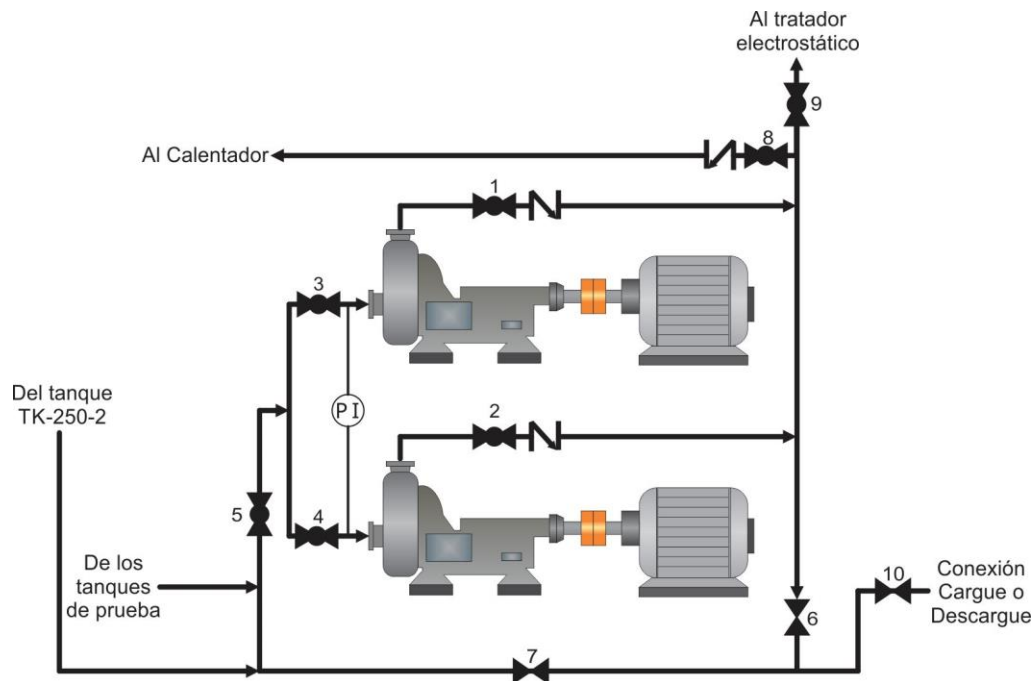 Al tratador
electrostático
9
8
Al Calentador
1
3
Del tanque
TK-250-2
PI
2
5
4
De los
tanques
de prueba
10
Conexión
Cargue o
Descargue
6
7